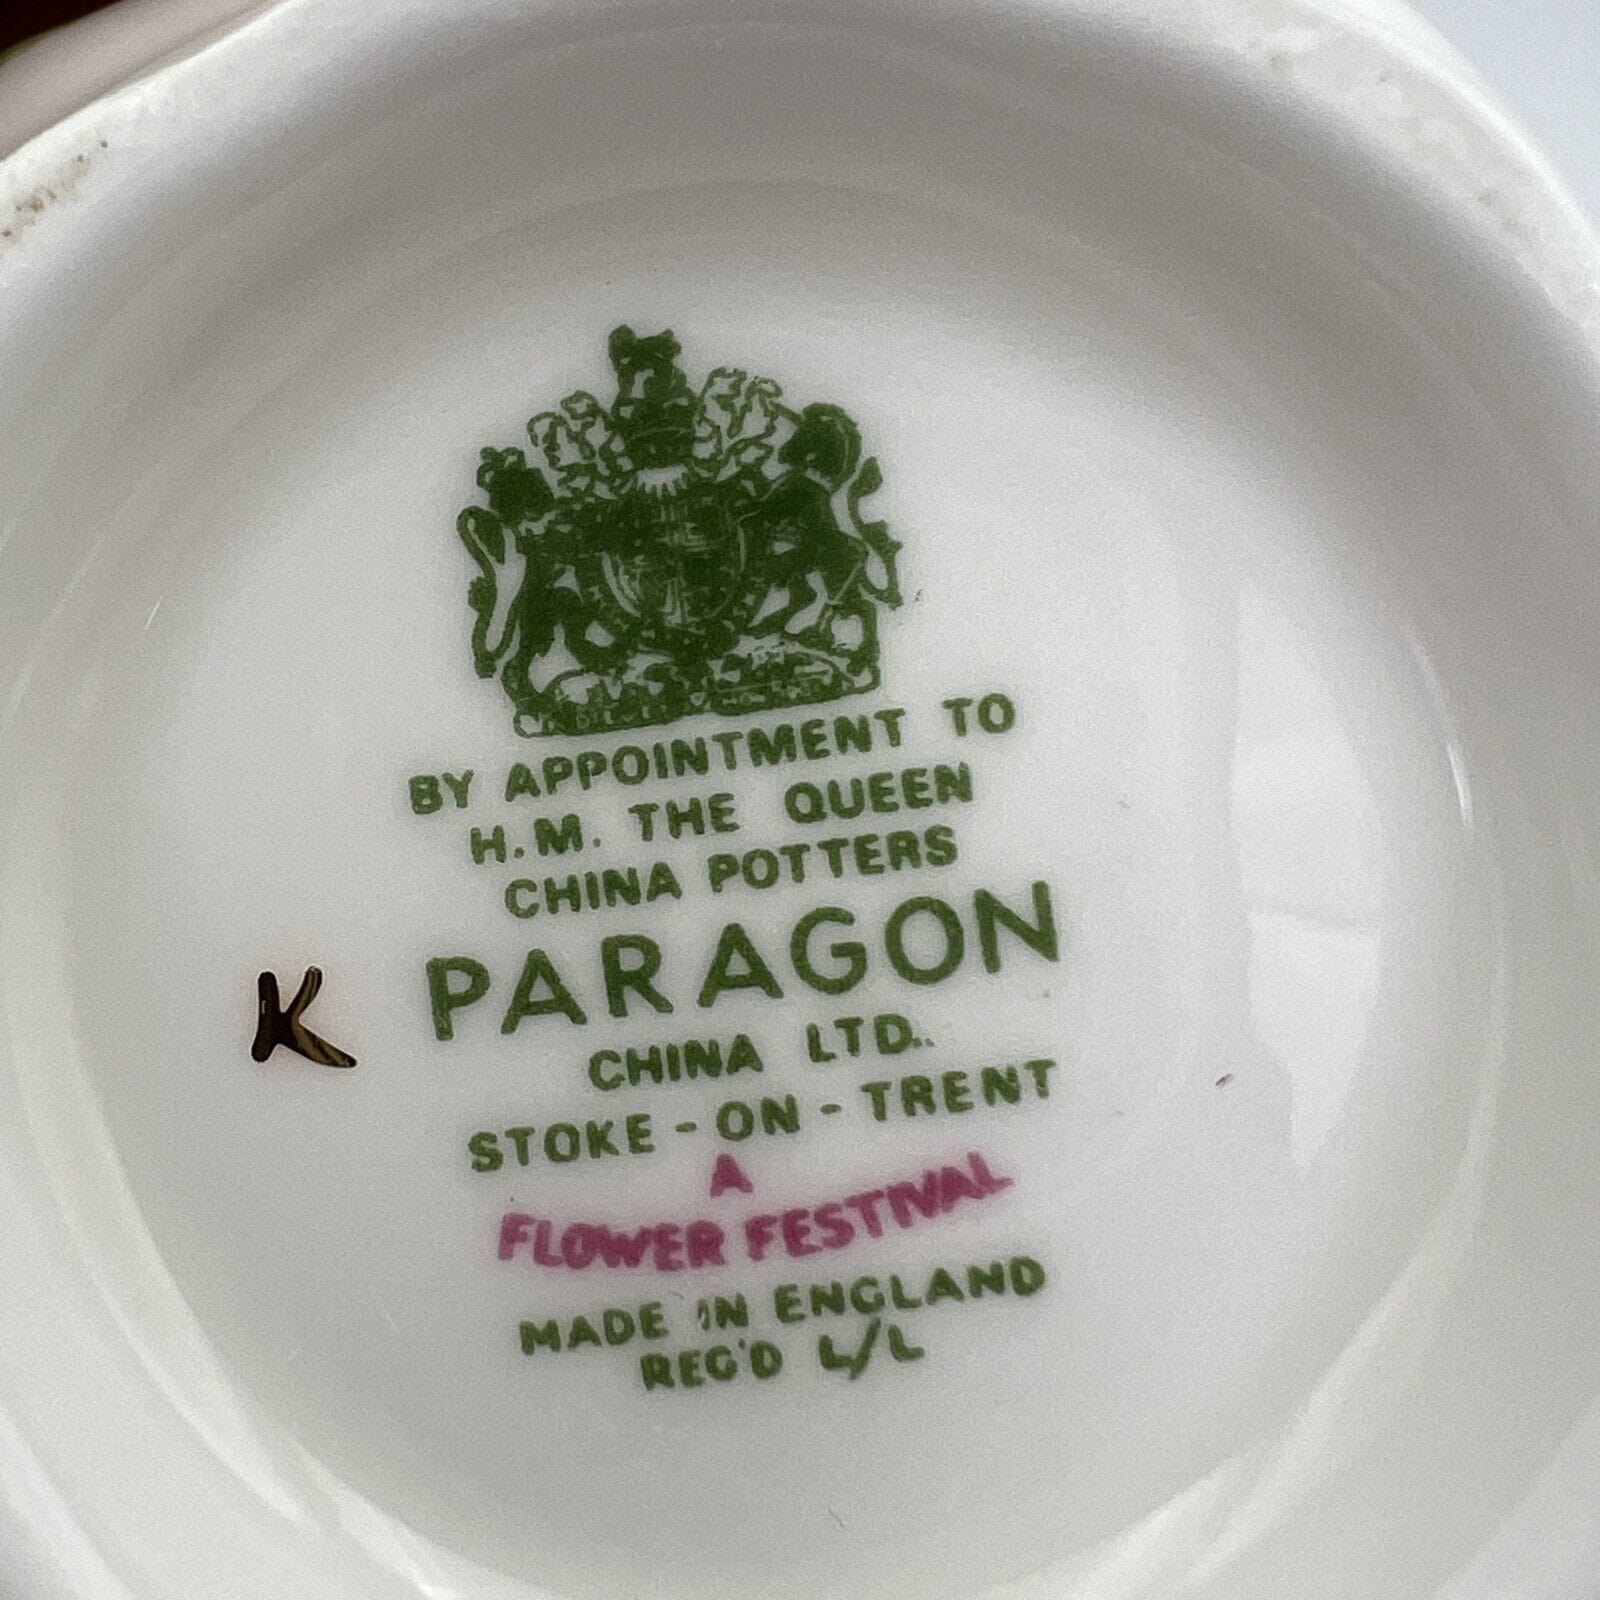 BY APPOINTMENT TO
H.M. THE QUEEN
CHINA POTTERS
K PARAGON
CHINA LTD.
STOKE-ON-TRENT
A
FLOWER FESTIVAL
MADE IN ENGLAND
REG'D L/L